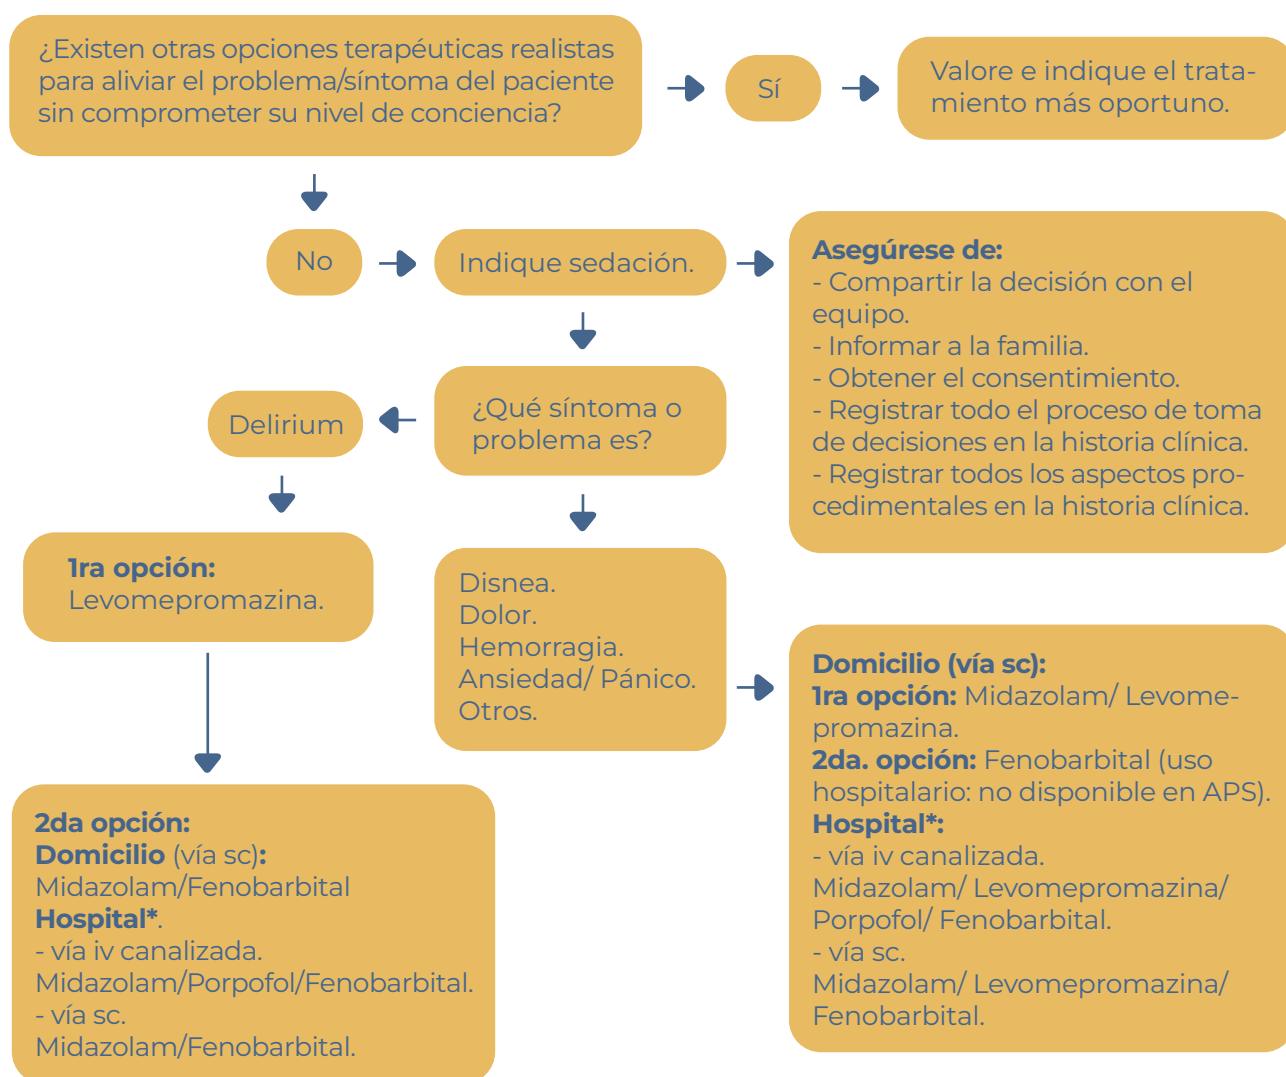 ¿Existen otras opciones terapéuticas realistas
para aliviar el problema/síntoma del paciente
sin comprometer su nivel de conciencia?
Sí
Valore e indique el trata-
miento más oportuno.
No
Indique sedación.
Asegúrese de:
- Compartir la decisión con el
equipo.
- Informar a la familia.
- Obtener el consentimiento.
- Registrar todo el proceso de toma
de decisiones en la historia clínica.
- Registrar todos los aspectos pro-
cedimentales en la historia clínica.
¿Qué síntoma o
problema es?
Delirium
1ra opción:
Levomepromazina.
2da opción:
Domicilio (vía sc):
Midazolam/Fenobarbital
Hospital*.
- vía iv canalizada.
Midazolam/Porpofol/Fenobarbital.
- vía sc.
Midazolam/Fenobarbital.
Disnea.
Dolor.
Hemorragia.
Ansiedad/ Pánico.
Otros.
Domicilio (vía sc):
1ra opción: Midazolam/ Levome-
promazina.
2da. opción: Fenobarbital (uso
hospitalario: no disponible en APS).
Hospital*:
- vía iv canalizada.
Midazolam/ Levomepromazina/
Porpofol/ Fenobarbital.
- vía sc.
Midazolam/ Levomepromazina/
Fenobarbital.